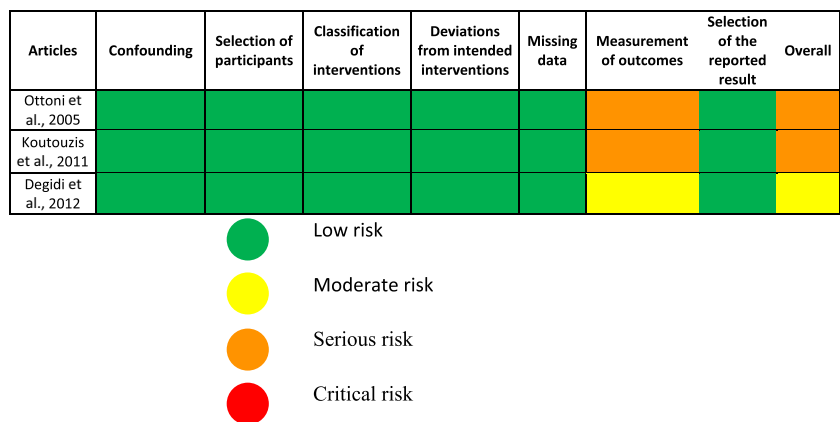 Articles
Confounding
Selection of
participants
Classification
of
interventions
Deviations
from intended
interventions
Missing
data
Measurement
of outcomes
Selection
of the
reported
result
Overall
Ottoni et
al., 2005
Koutouzis
et al., 2011
Degidi et
al., 2012
Low risk
Moderate risk
Serious risk
Critical risk